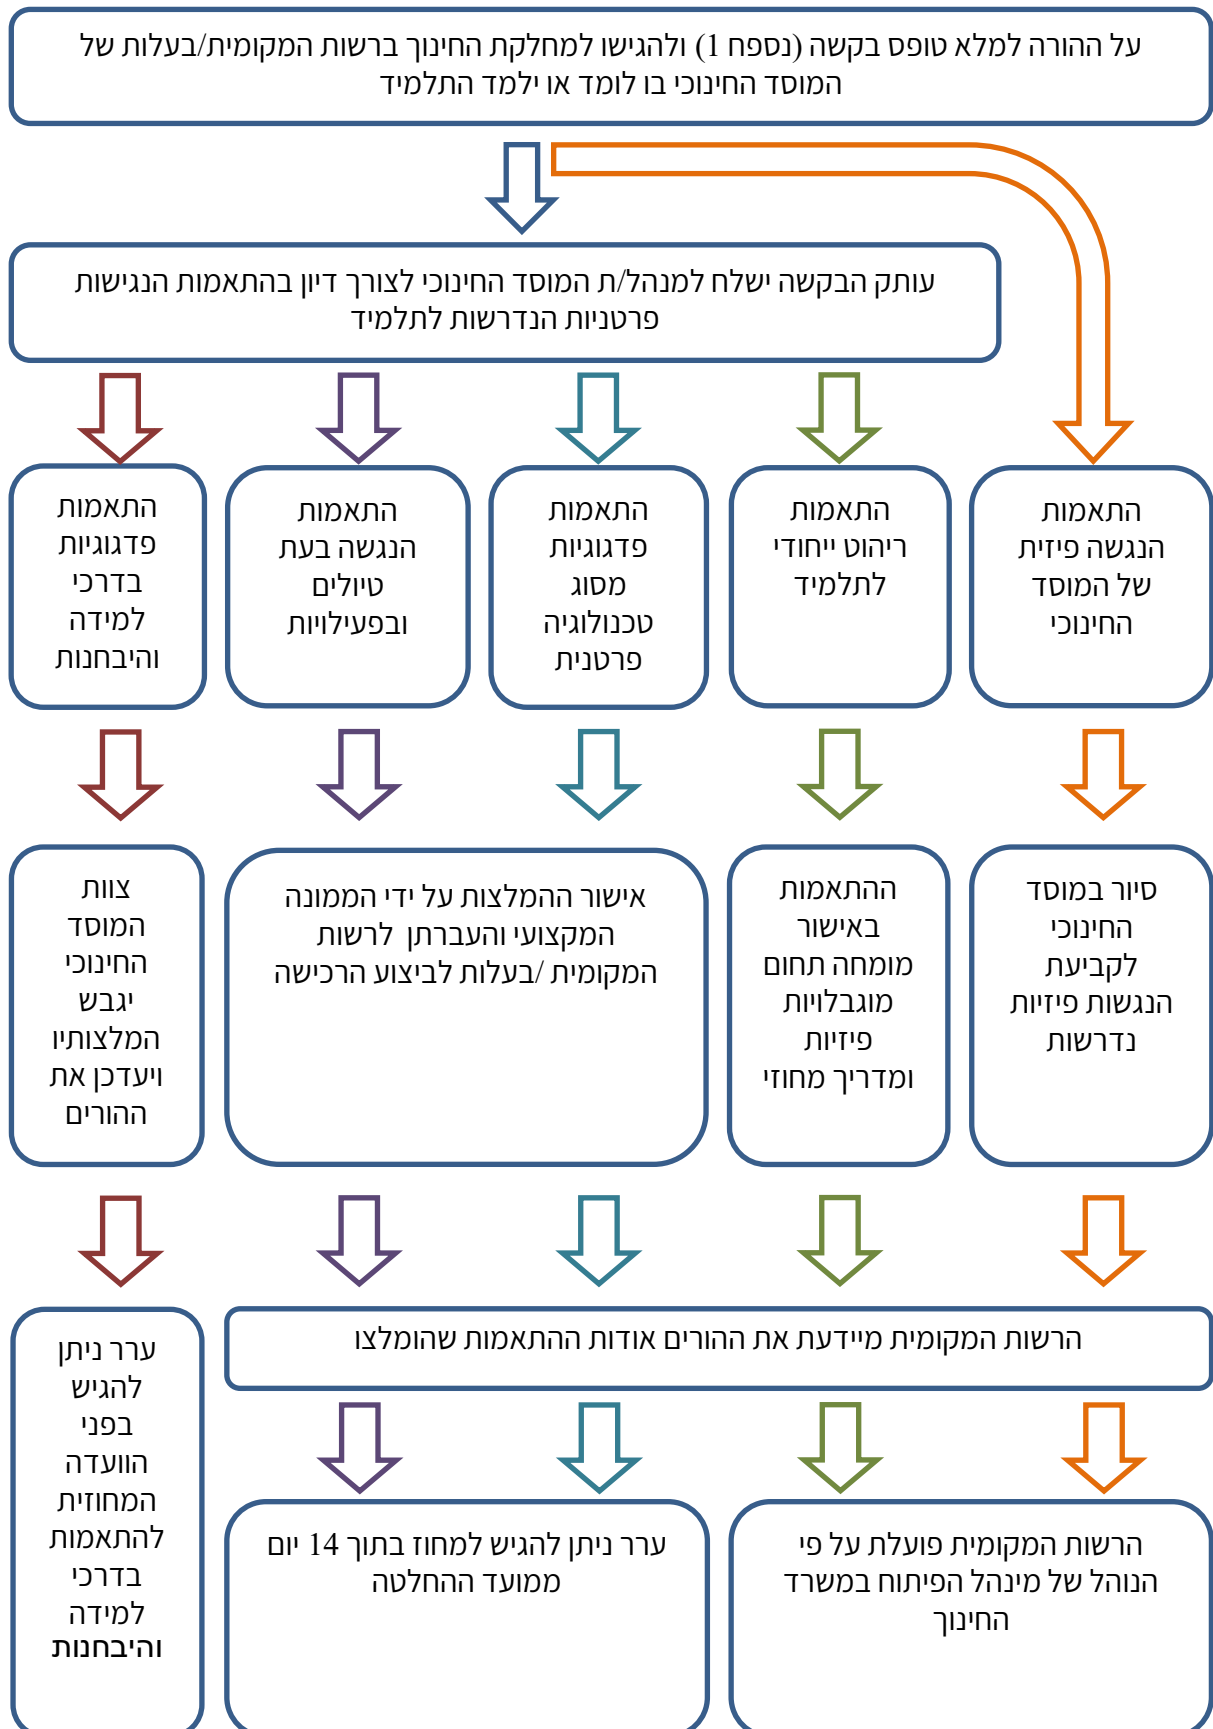 על ההורה למלא טופס בקשה (נספח 1) ולהגישו למחלקת החינוך ברשות המקומית/בעלות של
המוסד החינוכי בו לומד או ילמד התלמיד
עותק הבקשה ישלח למנהל/ת המוסד החינוכי לצורך דיון בהתאמות הנגישות
פרטניות הנדרשות לתלמיד
התאמות
הנגשה פיזית
של המוסד
החינוכי
התאמות
ריהוט ייחודי
לתלמיד
התאמות
פדגוגיות
מסוג
טכנולוגיה
פרטנית
התאמות
הנגשה בעת
טיולים
ובפעילויות
התאמות
פדגוגיות
בדרכי
למידה
והיבחנות
סיור במוסד
החינוכי
לקביעת
הנגשות פיזיות
נדרשות
ההתאמות
באישור
מומחה תחום
מוגבלויות
פיזיות
ומדריך מחוזי
אישור ההמלצות על ידי הממונה
המקצועי והעברתן לרשות
המקומית /בעלות לביצוע הרכישה
צוות
המוסד
החינוכי
יגבש
המלצותיו
ויעדכן את
ההורים
הרשות המקומית מיידעת את ההורים אודות ההתאמות שהומלצו
הרשות המקומית פועלת על פי
הנוהל של מינהל הפיתוח במשרד
החינוך
ערר ניתן להגיש למחוז בתוך 14 יום
ממועד ההחלטה
ערר ניתן
להגיש
בפני
הוועדה
המחוזית
להתאמות
בדרכי
למידה
והיבחנות